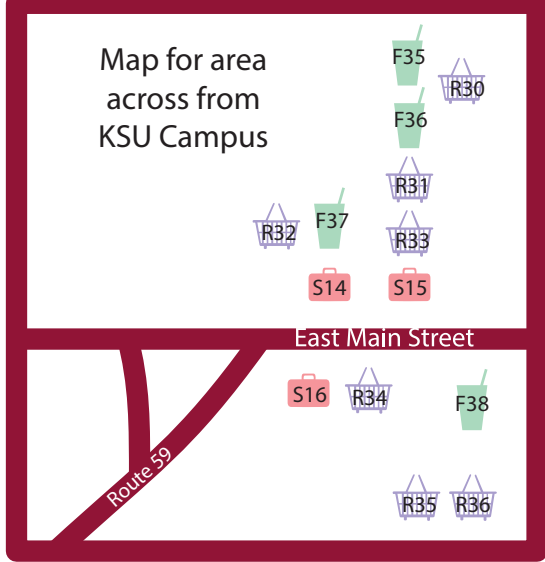 Map for area
across from
KSU Campus
F35
R30
F36
R31
R32
F37
R33
S14
S15
East Main Street
S16
R34
F38
Route 59
R35
R36